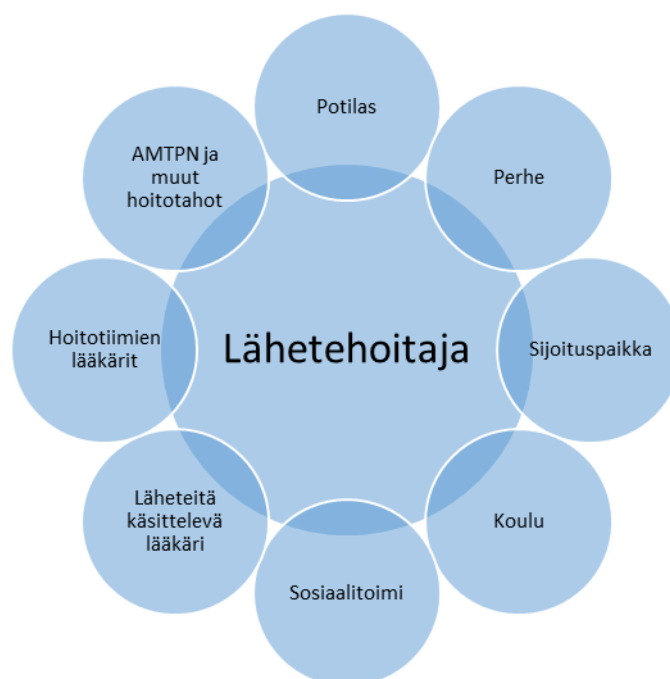 Potilas
Perhe
Sijoituspaikka
Koulu
Sosiaalitoimi
Läheteitä
käsittelevä
lääkäri
Hoitotiimien
lääkärit
AMTPN ja
muut
hoitotahot
Lähetehoitaja